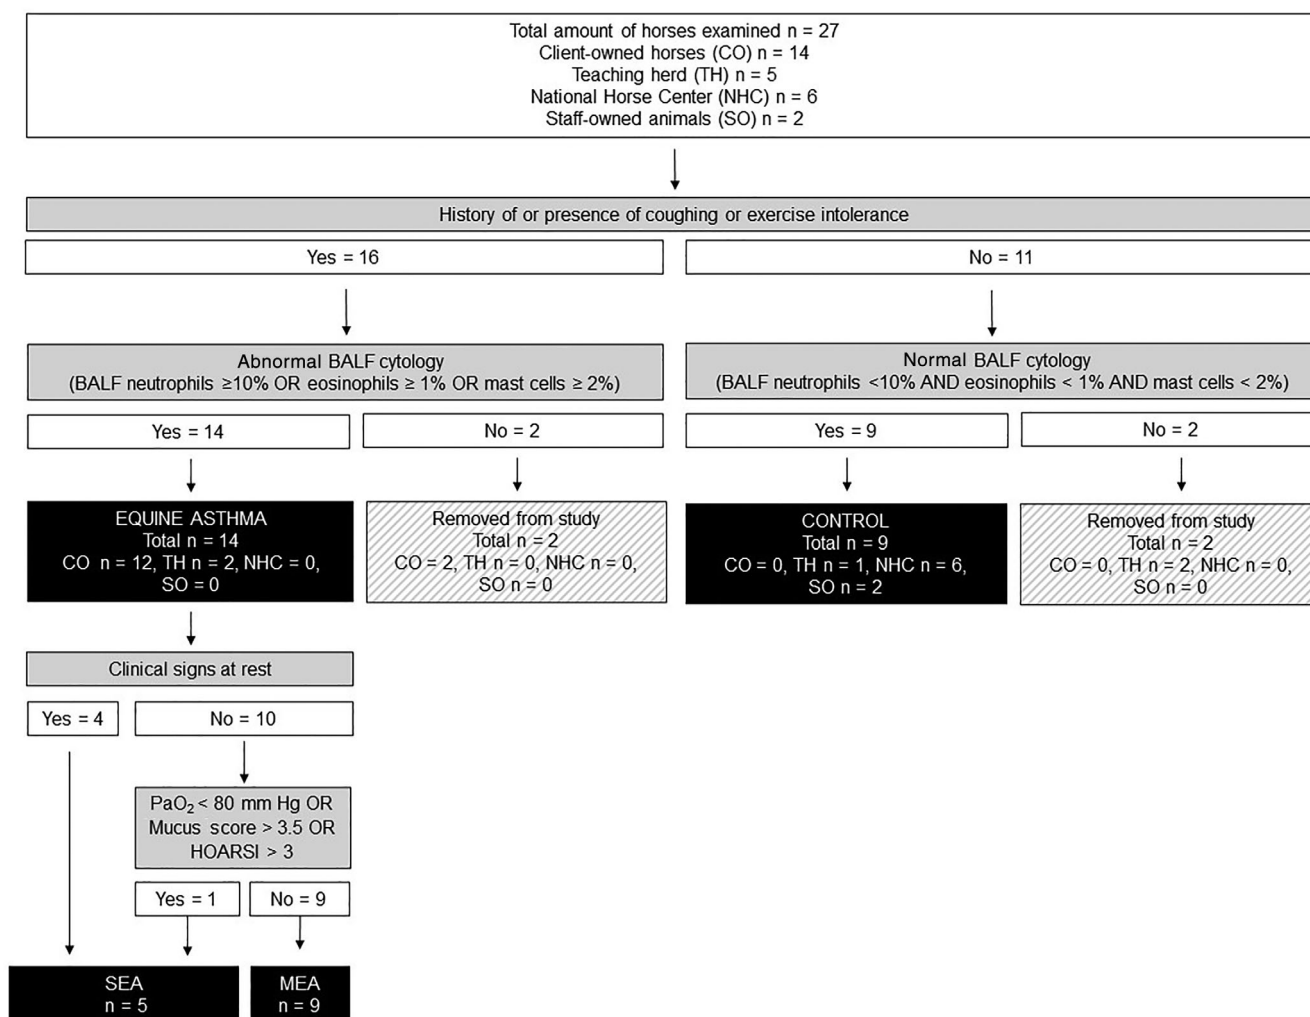 Total amount of horses examined n = 27
Client-owned horses (CO) n = 14
Teaching herd (TH) n = 5
National Horse Center (NHC) n = 6
Staff-owned animals (SO) n = 2
History of or presence of coughing or exercise intolerance
Yes = 16
No = 11
Abnormal BALF cytology
(BALF neutrophils ≥10% OR eosinophils ≥ 1% OR mast cells ≥ 2%)
Normal BALF cytology
(BALF neutrophils <10% AND eosinophils < 1% AND mast cells < 2%)
Yes = 14
No = 2
Yes = 9
No = 2
EQUINE ASTHMA
Total n = 14
CO n = 12, TH n = 2, NHC = 0,
SO = 0
Removed from study
Total n = 2
CO = 2, TH n = 0, NHC n = 0,
SO n = 0
CONTROL
Total n = 9
CO = 0, TH n = 1, NHC n = 6,
SO n = 2
Removed from study
Total n = 2
CO = 0, TH n = 2, NHC n = 0,
SO n = 0
Clinical signs at rest
Yes = 4
No = 10
PaO₂ < 80 mm Hg OR
Mucus score > 3.5 OR
HOARSI > 3
Yes = 1
No = 9
SEA
n = 5
MEA
n = 9